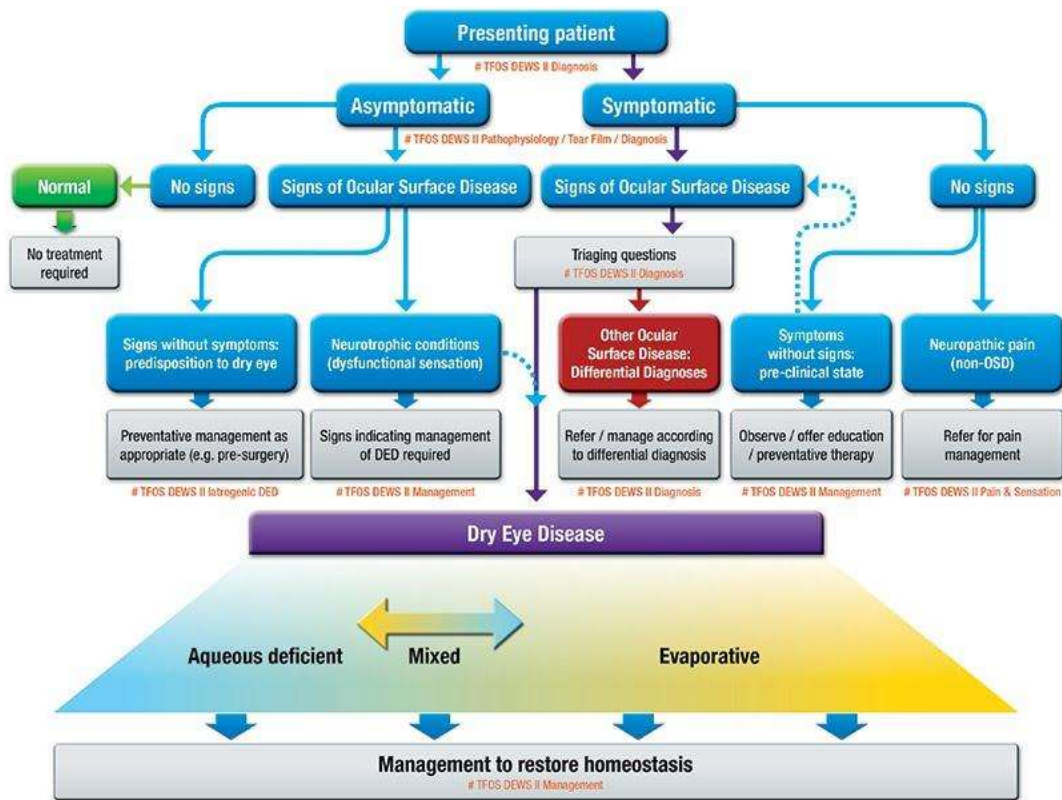 Presenting patient
# TFOS DEWS II Diagnosis
Asymptomatic
Symptomatic
# TFOS DEWS II Pathophysiology / Tear Film / Diagnosis
Normal
No signs
Signs of Ocular Surface Disease
Signs of Ocular Surface Disease
No signs
No treatment
required
Triaging questions
# TFOS DEWS II Diagnosis
Signs without symptoms:
predisposition to dry eye
Neurotrophic conditions
(dysfunctional sensation)
Other Ocular
Surface Disease:
Differential Diagnoses
Symptoms
without signs:
pre-clinical state
Neuropathic pain
(non-OSD)
Preventative management as
appropriate (e.g. pre-surgery)
# TFOS DEWS II Iatrogenic DED
Signs indicating management
of DED required
# TFOS DEWS II Management
Refer / manage according
to differential diagnosis
# TFOS DEWS II Diagnosis
Observe / offer education
/ preventative therapy
# TFOS DEWS II Management
Refer for pain
management
# TFOS DEWS II Pain & Sensation
Dry Eye Disease
Aqueous deficient
Mixed
Evaporative
Management to restore homeostasis
# TFOS DEWS II Management